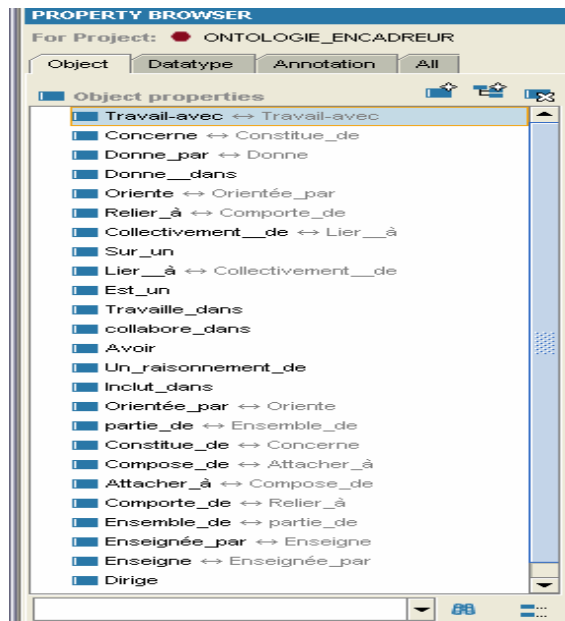 PROPERTY BROWSER
For Project: ONTOLOGIE_ENCADREUR
Object Datatype Annotation All
Object properties
Travail-avec ↔ Travail-avec
Concerne ↔ Constitue_de
Donne_par ↔ Donne
Donne__dans
Oriente ↔ Orientée_par
Relier_à ↔ Comporte_de
Collectivement__de ↔ Lier__à
Sur_un
Lier__à ↔ Collectivement__de
Est_un
Travaille_dans
collabore_dans
Avoir
Un_raisonnement_de
Inclut_dans
Orientée_par ↔ Oriente
partie_de ↔ Ensemble_de
Constitue_de ↔ Concerne
Compose_de ↔ Attacher_à
Attacher_à ↔ Compose_de
Comporte_de ↔ Relier_à
Ensemble_de ↔ partie_de
Enseignée_par ↔ Enseigne
Enseigne ↔ Enseignée_par
Dirige